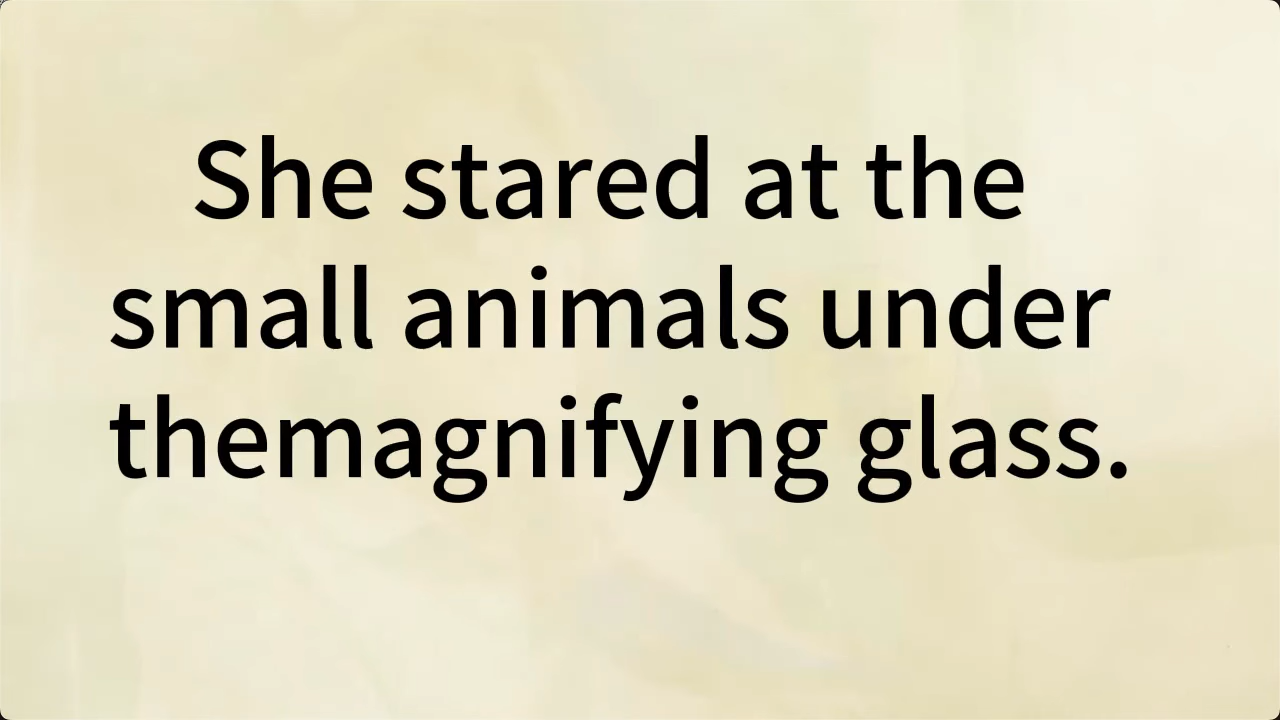 She stared at the
small animals under
themagnifying glass.